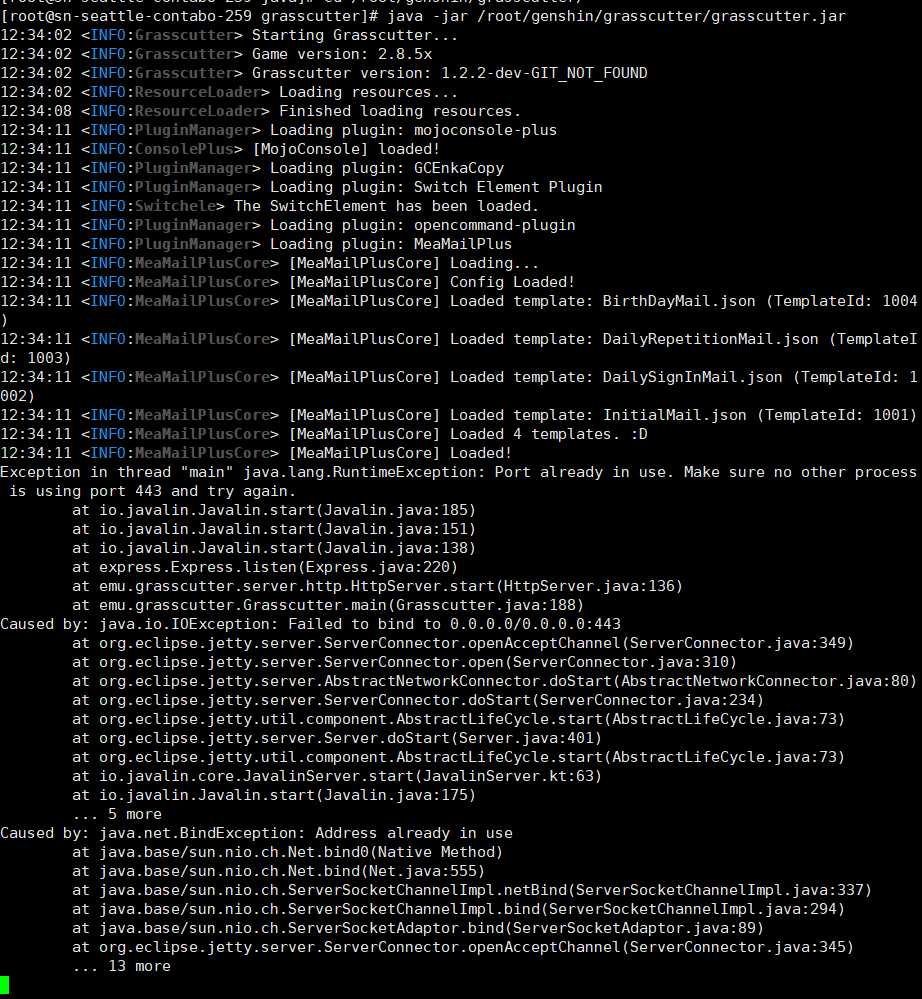 [root@sn-seattle-contabo-259 java]# cd /root/genshin/grasscutter/
[root@sn-seattle-contabo-259 grasscutter]# java -jar /root/genshin/grasscutter/grasscutter.jar
12:34:02 <INFO:Grasscutter> Starting Grasscutter...
12:34:02 <INFO:Grasscutter> Game version: 2.8.5x
12:34:02 <INFO:Grasscutter> Grasscutter version: 1.2.2-dev-GIT_NOT_FOUND
12:34:02 <INFO:ResourceLoader> Loading resources...
12:34:08 <INFO:ResourceLoader> Finished loading resources.
12:34:11 <INFO:PluginManager> Loading plugin: mojoconsole-plus
12:34:11 <INFO:ConsolePlus> [MojoConsole] loaded!
12:34:11 <INFO:PluginManager> Loading plugin: GCEnkaCopy
12:34:11 <INFO:PluginManager> Loading plugin: Switch Element Plugin
12:34:11 <INFO:Switchele> The SwitchElement has been loaded.
12:34:11 <INFO:PluginManager> Loading plugin: opencommand-plugin
12:34:11 <INFO:PluginManager> Loading plugin: MeaMailPlus
12:34:11 <INFO:MeaMailPlusCore> [MeaMailPlusCore] Loading...
12:34:11 <INFO:MeaMailPlusCore> [MeaMailPlusCore] Config Loaded!
12:34:11 <INFO:MeaMailPlusCore> [MeaMailPlusCore] Loaded template: BirthDayMail.json (TemplateId: 1004
)
12:34:11 <INFO:MeaMailPlusCore> [MeaMailPlusCore] Loaded template: DailyRepetitionMail.json (TemplateI
d: 1003)
12:34:11 <INFO:MeaMailPlusCore> [MeaMailPlusCore] Loaded template: DailySignInMail.json (TemplateId: 1
002)
12:34:11 <INFO:MeaMailPlusCore> [MeaMailPlusCore] Loaded template: InitialMail.json (TemplateId: 1001)
12:34:11 <INFO:MeaMailPlusCore> [MeaMailPlusCore] Loaded 4 templates. :D
12:34:11 <INFO:MeaMailPlusCore> [MeaMailPlusCore] Loaded!
Exception in thread "main" java.lang.RuntimeException: Port already in use. Make sure no other process
 is using port 443 and try again.
        at io.javalin.Javalin.start(Javalin.java:185)
        at io.javalin.Javalin.start(Javalin.java:151)
        at io.javalin.Javalin.start(Javalin.java:138)
        at express.Express.listen(Express.java:220)
        at emu.grasscutter.server.http.HttpServer.start(HttpServer.java:136)
        at emu.grasscutter.Grasscutter.main(Grasscutter.java:188)
Caused by: java.io.IOException: Failed to bind to 0.0.0.0/0.0.0.0:443
        at org.eclipse.jetty.server.ServerConnector.openAcceptChannel(ServerConnector.java:349)
        at org.eclipse.jetty.server.ServerConnector.open(ServerConnector.java:310)
        at org.eclipse.jetty.server.AbstractNetworkConnector.doStart(AbstractNetworkConnector.java:80)
        at org.eclipse.jetty.server.ServerConnector.doStart(ServerConnector.java:234)
        at org.eclipse.jetty.util.component.AbstractLifeCycle.start(AbstractLifeCycle.java:73)
        at org.eclipse.jetty.server.Server.doStart(Server.java:401)
        at org.eclipse.jetty.util.component.AbstractLifeCycle.start(AbstractLifeCycle.java:73)
        at io.javalin.core.JavalinServer.start(JavalinServer.kt:63)
        at io.javalin.Javalin.start(Javalin.java:175)
        ... 5 more
Caused by: java.net.BindException: Address already in use
        at java.base/sun.nio.ch.Net.bind0(Native Method)
        at java.base/sun.nio.ch.Net.bind(Net.java:555)
        at java.base/sun.nio.ch.ServerSocketChannelImpl.netBind(ServerSocketChannelImpl.java:337)
        at java.base/sun.nio.ch.ServerSocketChannelImpl.bind(ServerSocketChannelImpl.java:294)
        at java.base/sun.nio.ch.ServerSocketAdaptor.bind(ServerSocketAdaptor.java:89)
        at org.eclipse.jetty.server.ServerConnector.openAcceptChannel(ServerConnector.java:345)
        ... 13 more